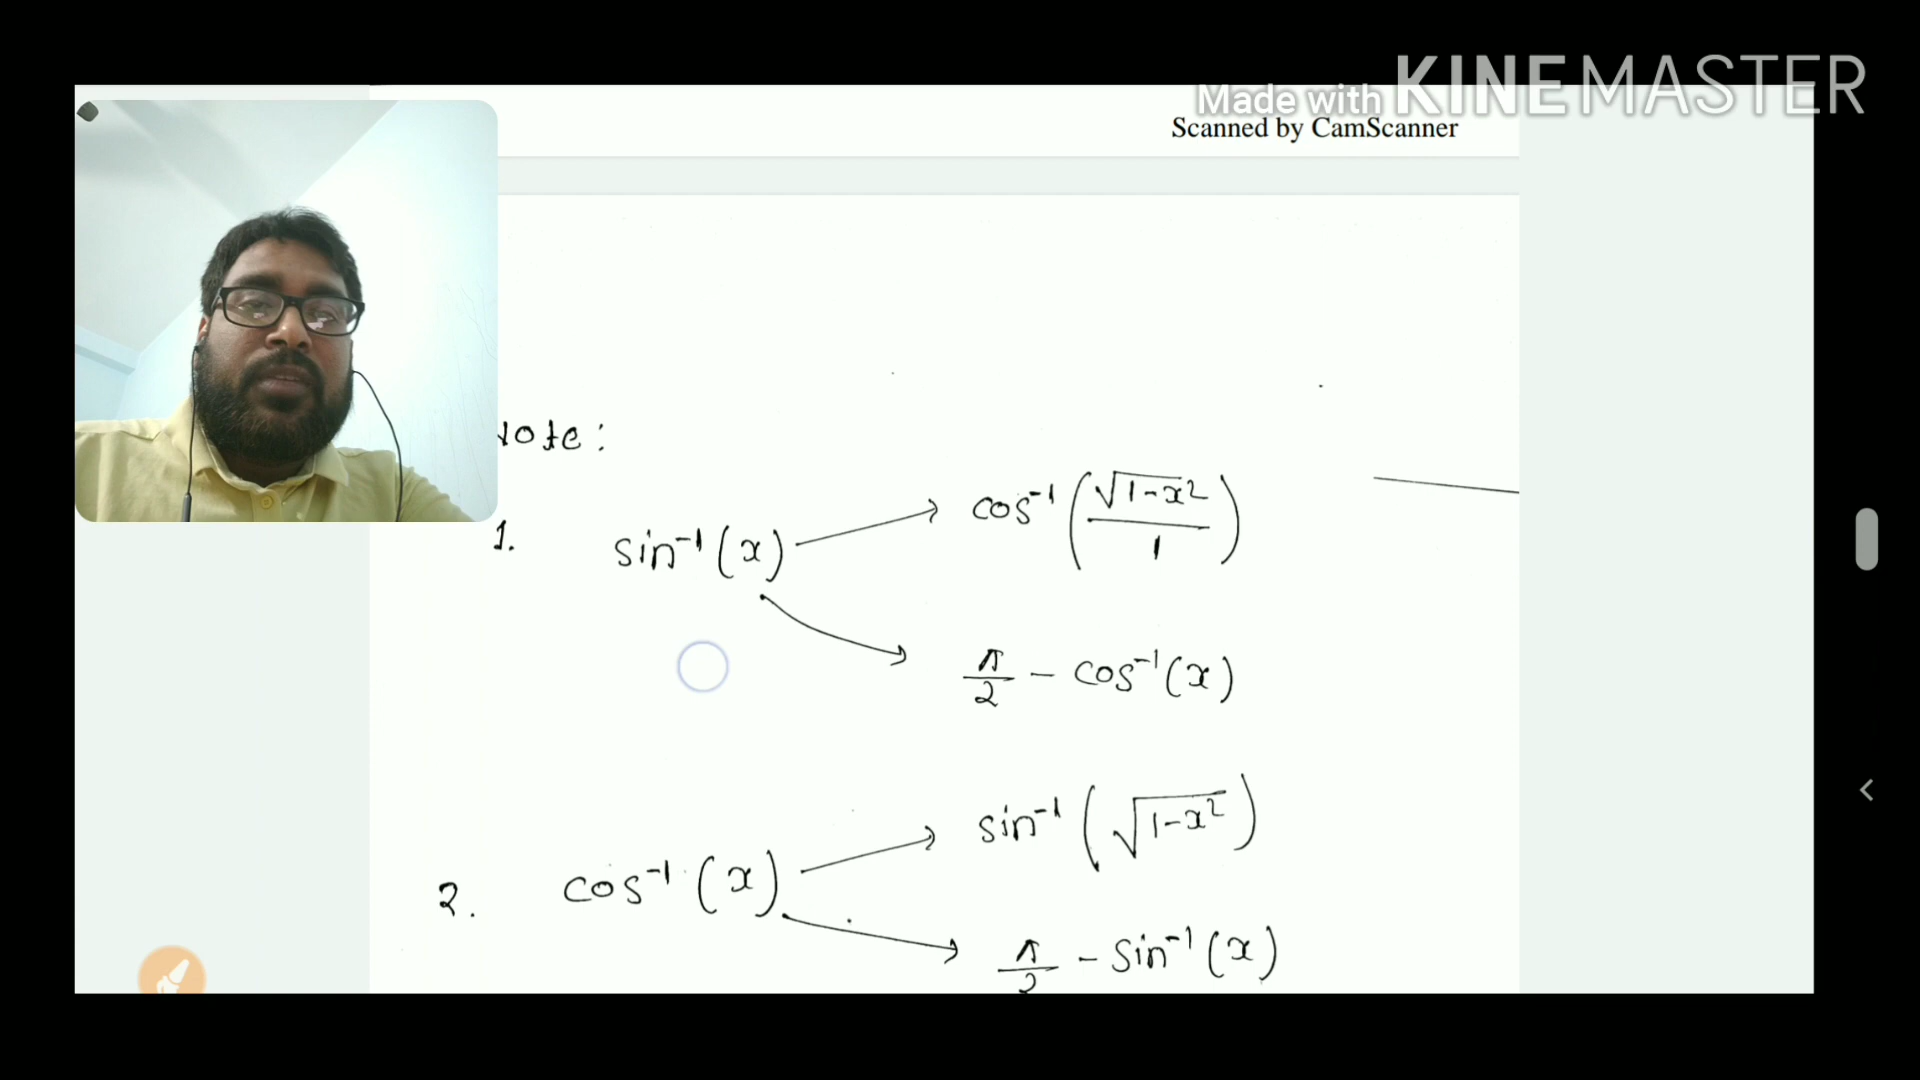 Made with KINEMASTER
Scanned by CamScanner
Note :
1. sin⁻¹(x) → cos⁻¹(√(1-x²)/1)
→ π/2 - cos⁻¹(x)
2. cos⁻¹(x) → sin⁻¹(√(1-x²))
→ π/2 - sin⁻¹(x)